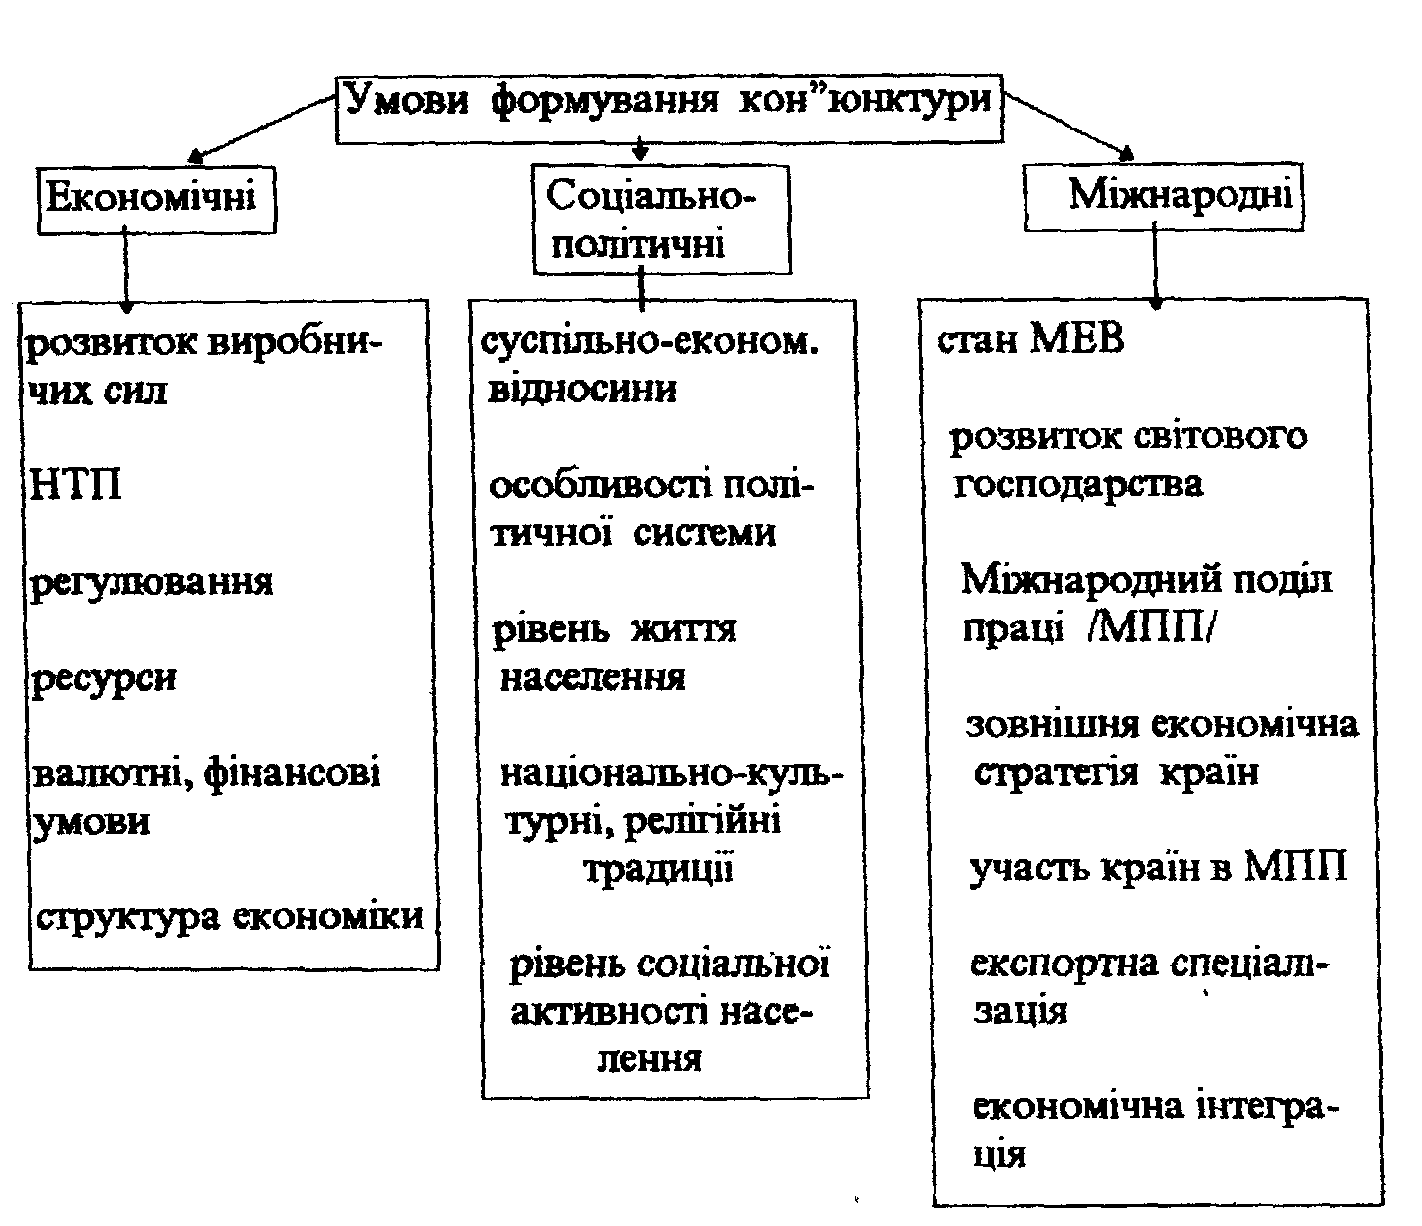 Умови формування кон”юнктури
Економічні
Соціально-
політичні
Міжнародні
розвиток виробни-
чих сил
НТП
регулювання
ресурси
валютні, фінансові
умови
структура економіки
суспільно-економ.
відносини
особливості полі-
тичної системи
рівень життя
населення
національно-куль-
турні, релігійні
традиції
рівень соціальної
активності насе-
лення
стан МЕВ
розвиток світового
господарства
Міжнародний поділ
праці /МПП/
зовнішня економічна
стратегія країн
участь країн в МПП
експортна спеціалі-
зація
економічна інтегра-
ція